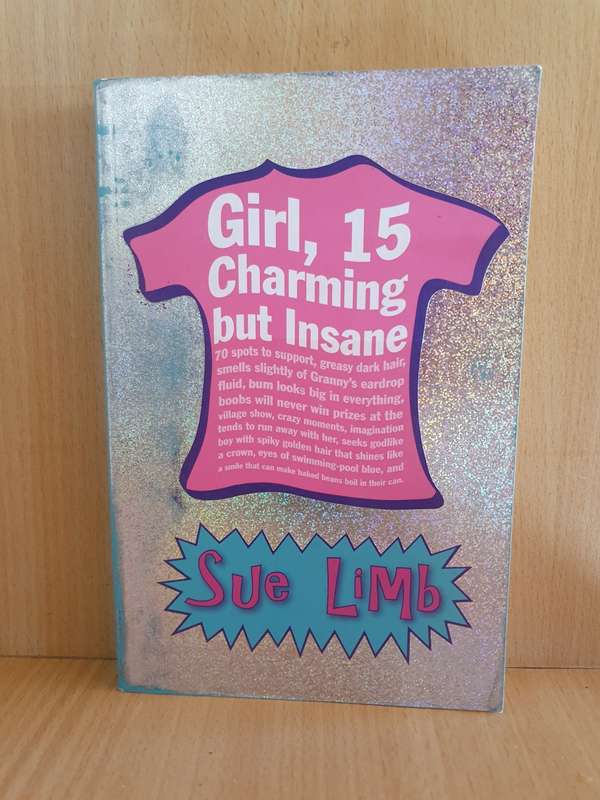 Girl, 15
Charming
but Insane
70 spots to support, greasy dark hair,
smells slightly of Granny's eardrop
fluid, bum looks big in everything,
boobs will never win prizes at the
village show, crazy moments, imagination
tends to run away with her, seeks godlike
boy with spiky golden hair that shines like
a crown, eyes of swimming-pool blue, and
a smile that can make baked beans boil in their can.
Sue Limb